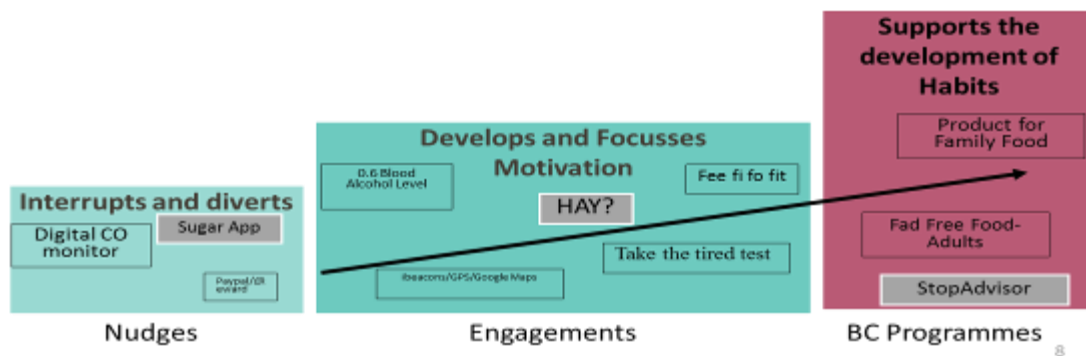 Supports the
development of
Habits
Product for
Family Food
Fad Free Food-
Adults
StopAdvisor
Develops and Focusses
Motivation
0.6 Blood
Alcohol Level
Fee fi fo fit
HAY?
Take the tired test
ibeacons/GPS/Google Maps
Interrupts and diverts
Digital CO
monitor
Sugar App
eward
Nudges
Engagements
BC Programmes
8